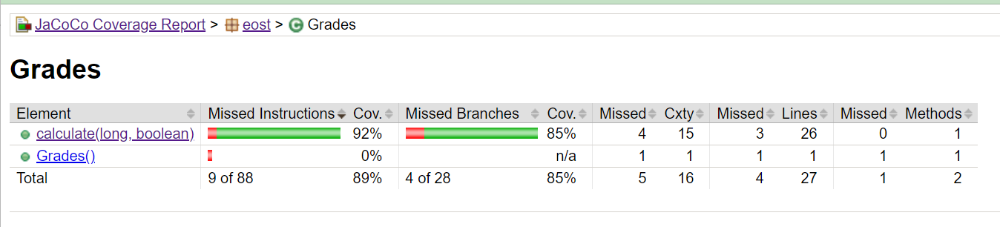 JaCoCo Coverage Report > eost > C Grades
Grades
Element Missed Instructions Cov. Missed Branches Cov. Missed Cxty Missed Lines Missed Methods
calculate(long, boolean) 92% 85% 4 15 3 26 0 1
Grades() 0% n/a 1 1 1 1 1 1
Total 9 of 88 89% 4 of 28 85% 5 16 4 27 1 2